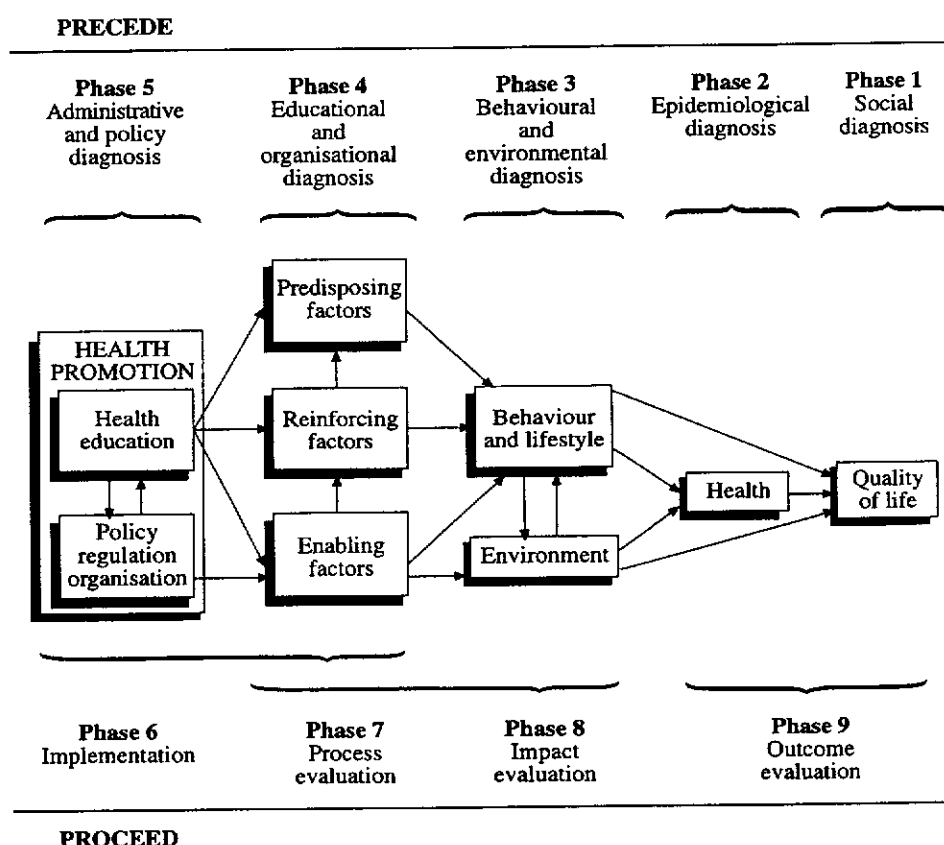 PRECEDE
Phase 5
Administrative
and policy
diagnosis
Phase 4
Educational
and
organisational
diagnosis
Phase 3
Behavioural
and
environmental
diagnosis
Phase 2
Epidemiological
diagnosis
Phase 1
Social
diagnosis
HEALTH
PROMOTION
Health
education
Policy
regulation
organisation
Predisposing
factors
Reinforcing
factors
Enabling
factors
Behaviour
and lifestyle
Environment
Health
Quality
of life
Phase 6
Implementation
Phase 7
Process
evaluation
Phase 8
Impact
evaluation
Phase 9
Outcome
evaluation
PROCEED